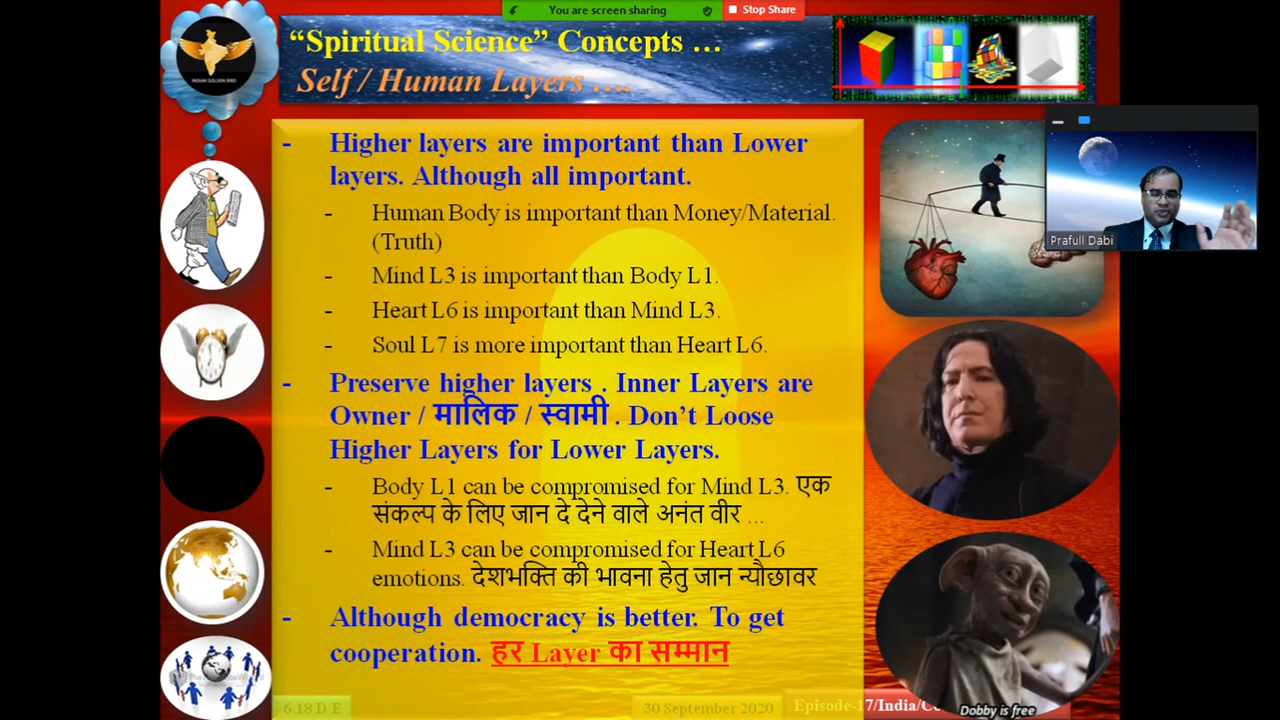 You are screen sharing
Stop Share
“Spiritual Science” Concepts …
Self / Human Layers ….
INDIAN GOLDEN BIRD
Prafull Dabi
- Higher layers are important than Lower
layers. Although all important.
- Human Body is important than Money/Material.
(Truth)
- Mind L3 is important than Body L1.
- Heart L6 is important than Mind L3.
- Soul L7 is more important than Heart L6.
- Preserve higher layers . Inner Layers are
Owner / मालिक / स्वामी . Don’t Loose
Higher Layers for Lower Layers.
- Body L1 can be compromised for Mind L3. एक
संकल्प के लिए जान दे देने वाले अनंत वीर ...
- Mind L3 can be compromised for Heart L6
emotions. देशभक्ति की भावना हेतु जान न्यौछावर
- Although democracy is better. To get
cooperation. हर Layer का सम्मान
6.18 D/E
30 September 2020
Episode-17/India/C
Dobby is free